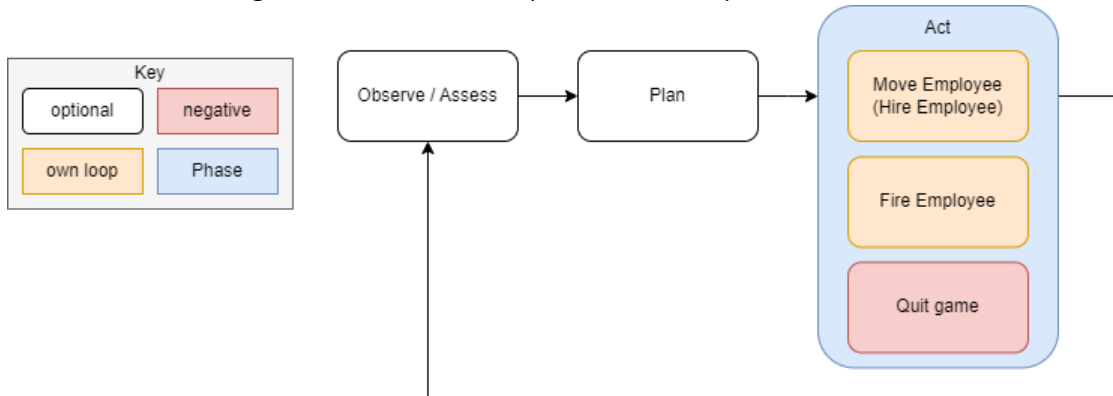 Key
optional
negative
own loop
Phase
Observe / Assess
Plan
Act
Move Employee
(Hire Employee)
Fire Employee
Quit game